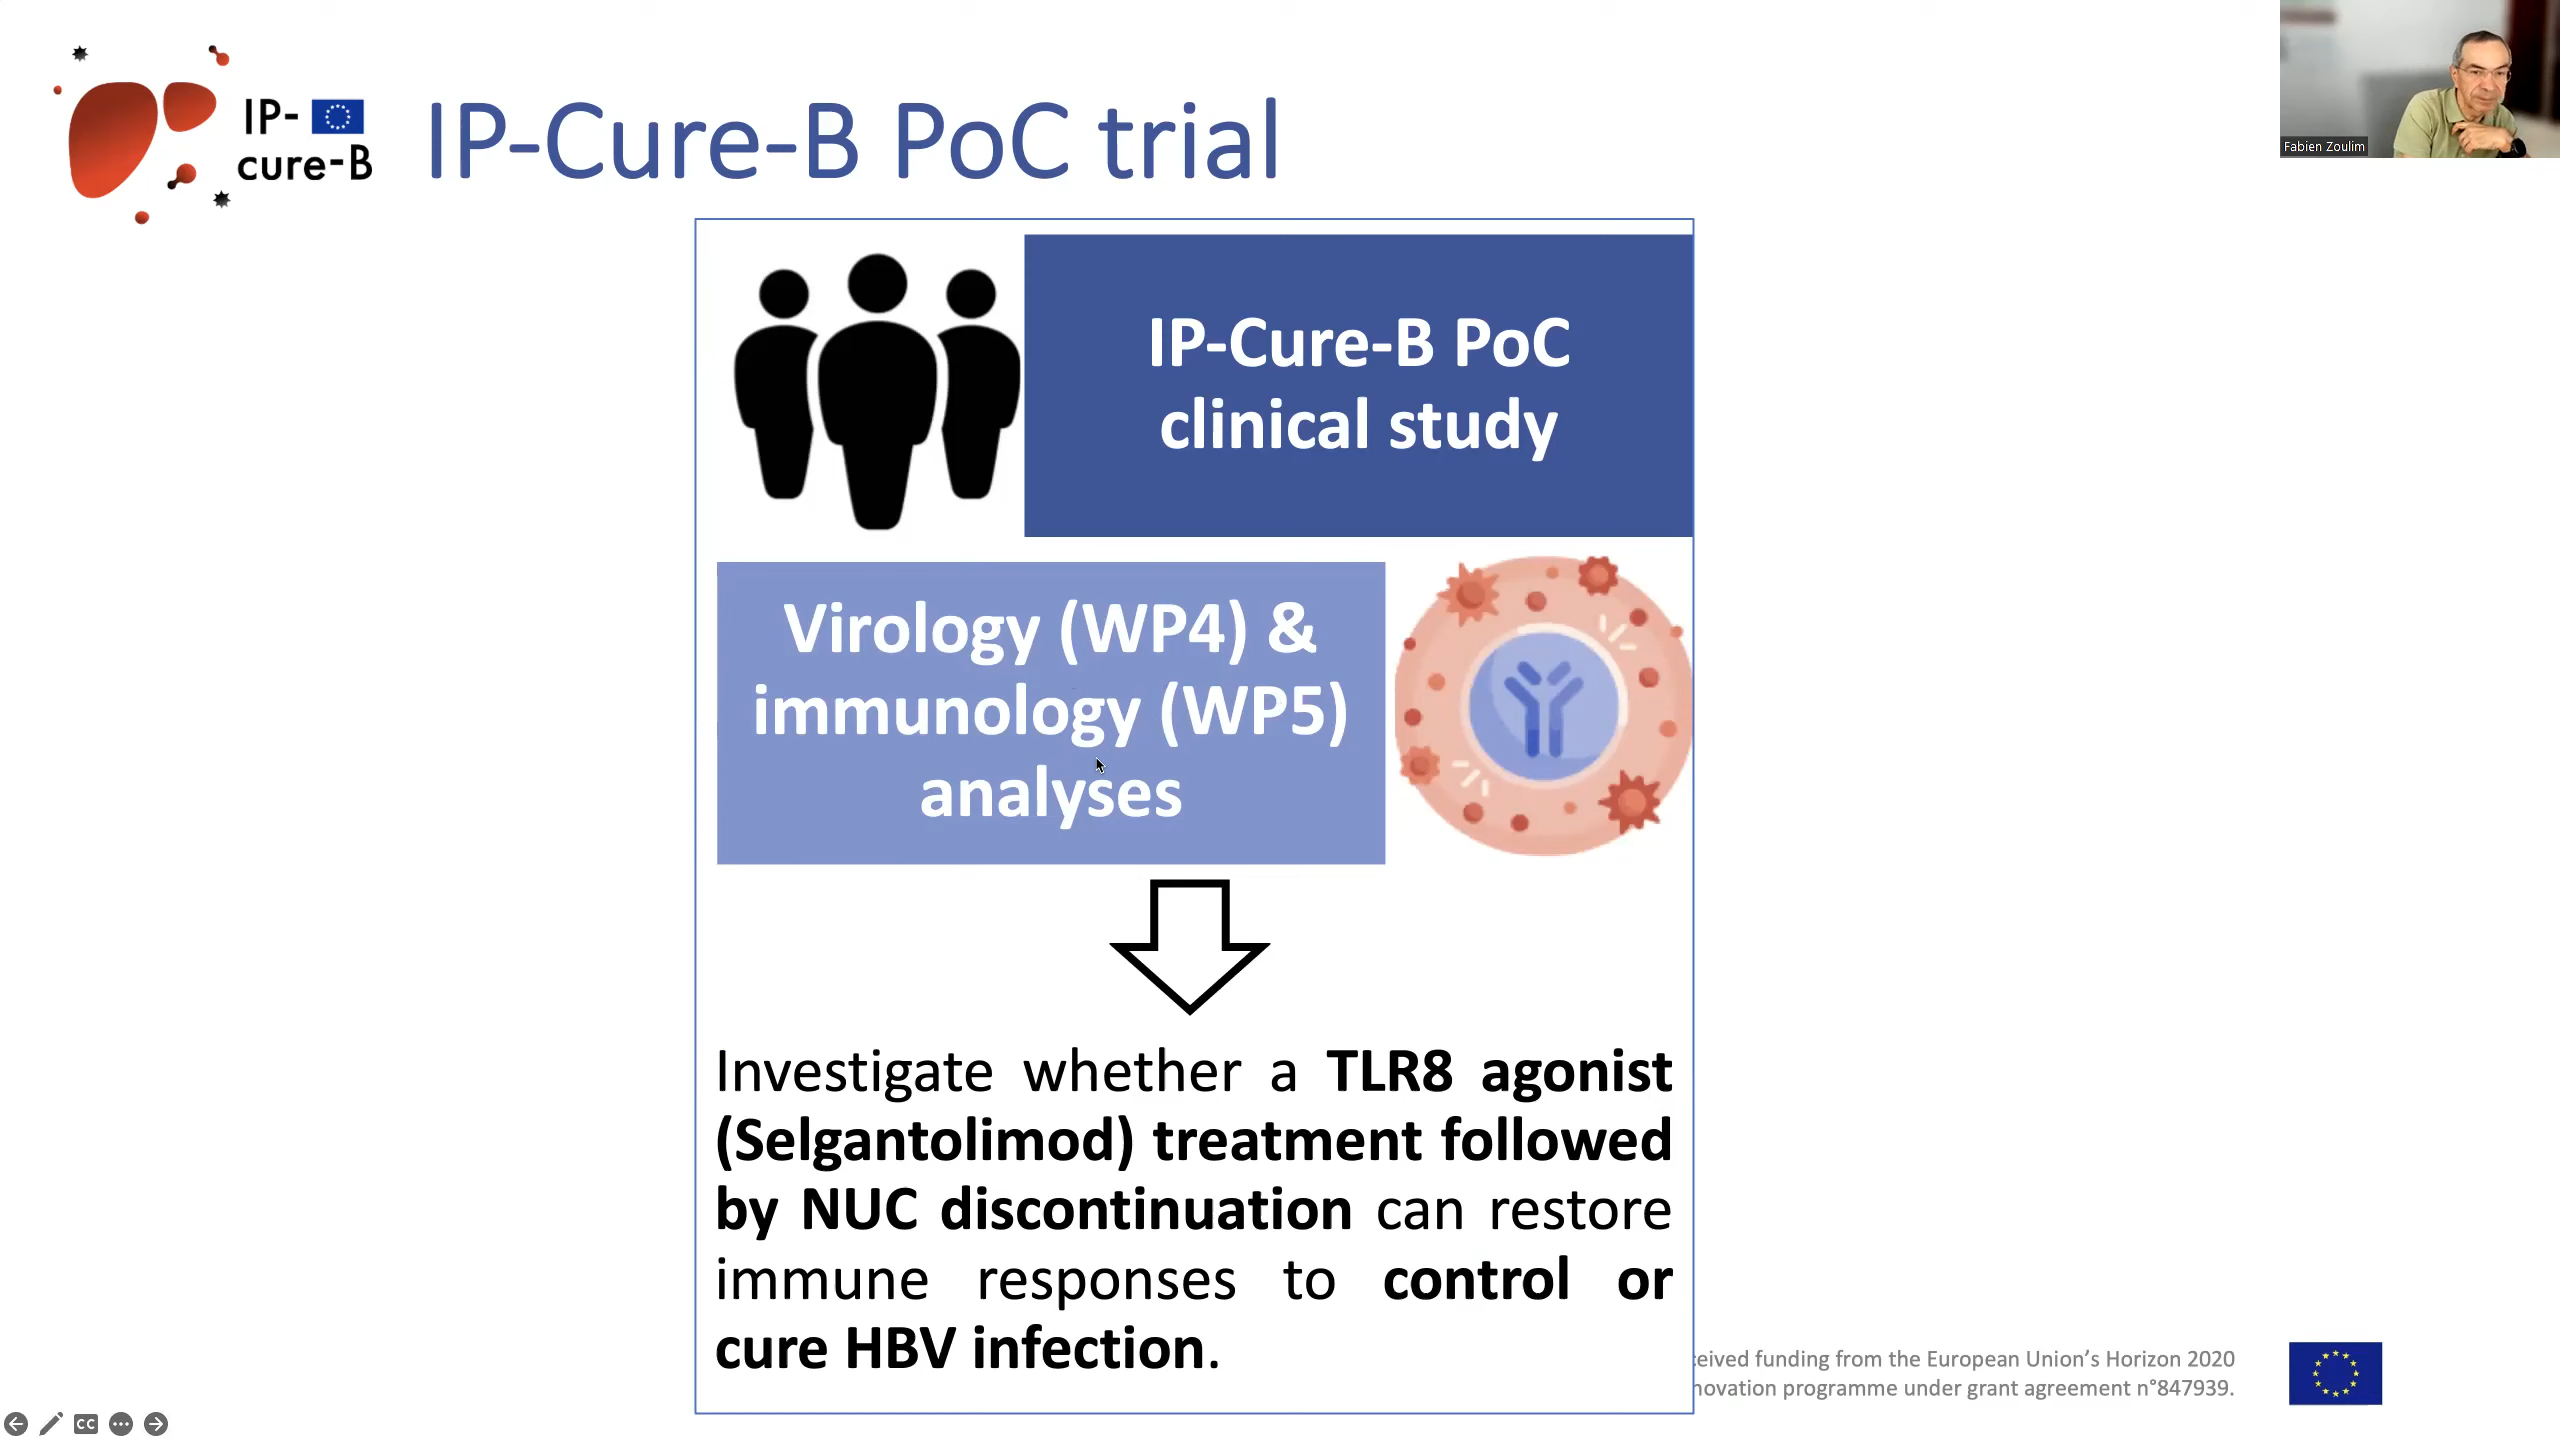 IP-
cure-B
IP-Cure-B PoC trial
Fabien Zoulim
IP-Cure-B PoC
clinical study
Virology (WP4) &
immunology (WP5)
analyses
Investigate whether a TLR8 agonist
(Selgantolimod) treatment followed
by NUC discontinuation can restore
immune responses to control or
cure HBV infection.
funding from the European Union’s Horizon 2020
programme under grant agreement n°847939.
CC